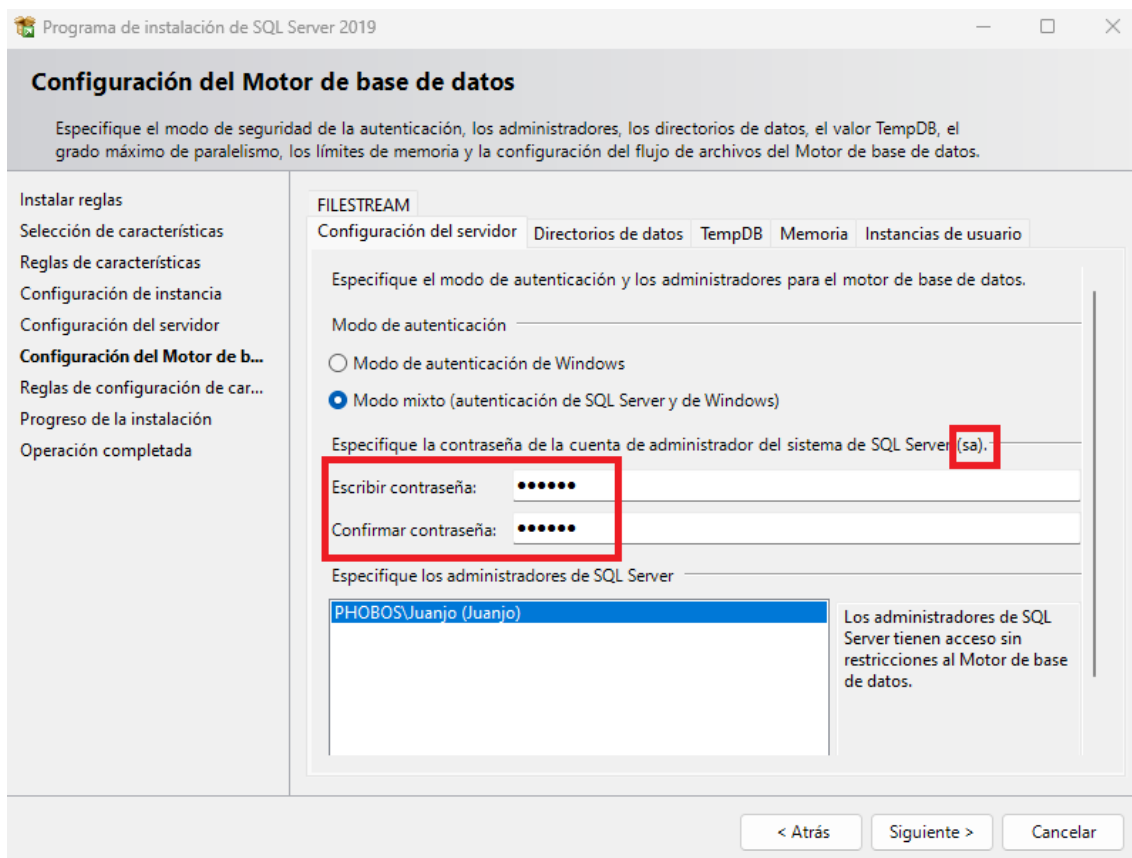 Programa de instalación de SQL Server 2019
Configuración del Motor de base de datos
Especifique el modo de seguridad de la autenticación, los administradores, los directorios de datos, el valor TempDB, el
grado máximo de paralelismo, los límites de memoria y la configuración del flujo de archivos del Motor de base de datos.
Instalar reglas
Selección de características
Reglas de características
Configuración de instancia
Configuración del servidor
Configuración del Motor de b...
Reglas de configuración de car...
Progreso de la instalación
Operación completada
FILESTREAM
Configuración del servidor Directorios de datos TempDB Memoria Instancias de usuario
Especifique el modo de autenticación y los administradores para el motor de base de datos.
Modo de autenticación
Modo de autenticación de Windows
Modo mixto (autenticación de SQL Server y de Windows)
Especifique la contraseña de la cuenta de administrador del sistema de SQL Server (sa).
Escribir contraseña: ●●●●●●
Confirmar contraseña: ●●●●●●
Especifique los administradores de SQL Server
PHOBOS\Juanjo (Juanjo)
Los administradores de SQL
Server tienen acceso sin
restricciones al Motor de base
de datos.
< Atrás Siguiente > Cancelar